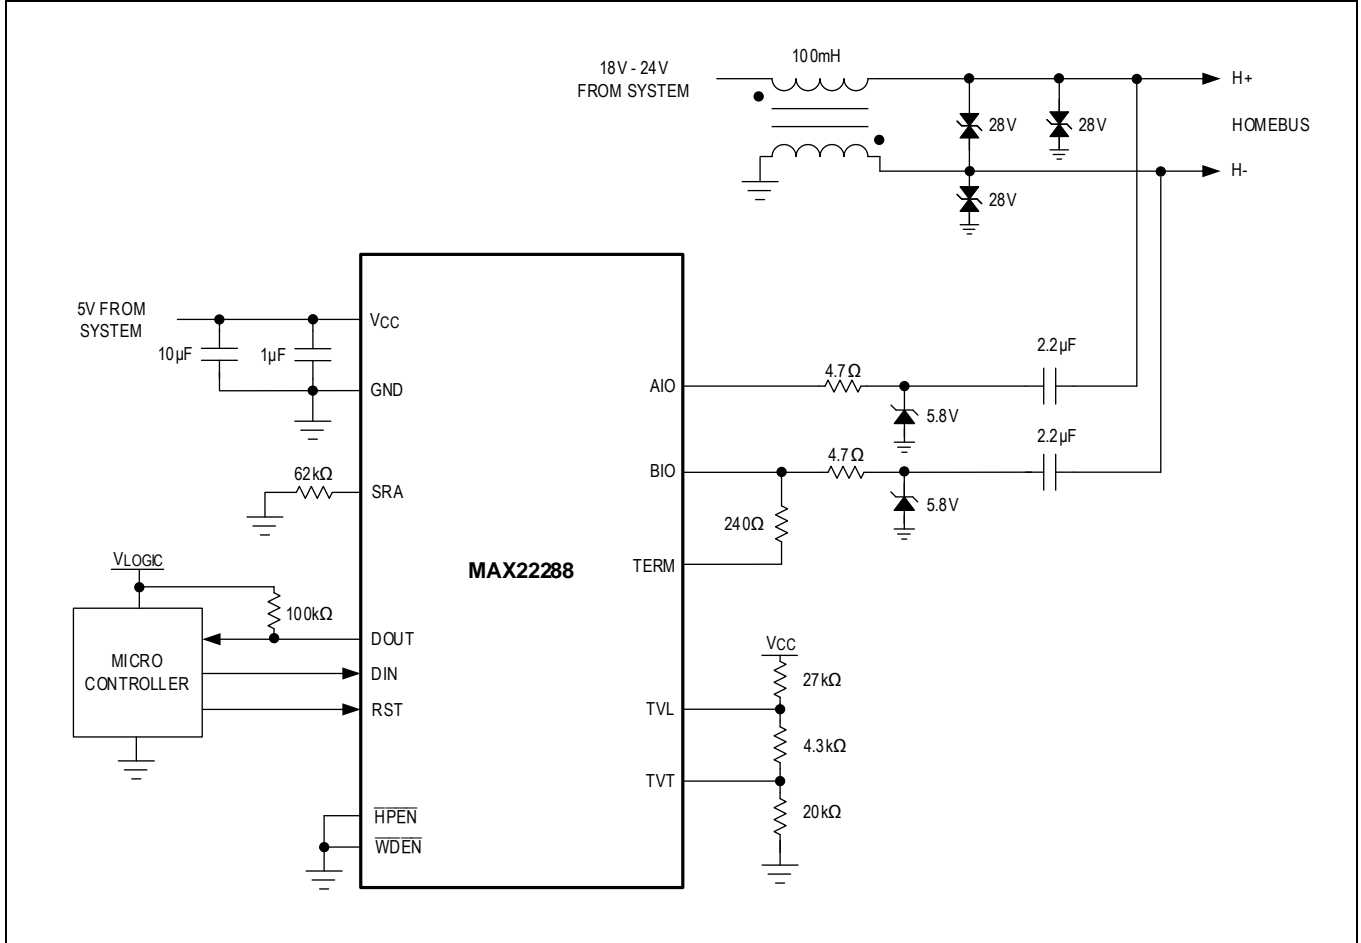 100mH
18V - 24V
FROM SYSTEM
H+
28V
28V
HOMEBUS
H-
28V
5V FROM
SYSTEM
VCC
10µF
1µF
GND
AIO
4.7Ω
2.2µF
5.8V
BIO
4.7Ω
2.2µF
5.8V
62kΩ
SRA
240Ω
TERM
MAX22288
VLOGIC
100kΩ
DOUT
MICRO
CONTROLLER
DIN
RST
VCC
27kΩ
TVL
4.3kΩ
TVT
20kΩ
HPEN
WDEN